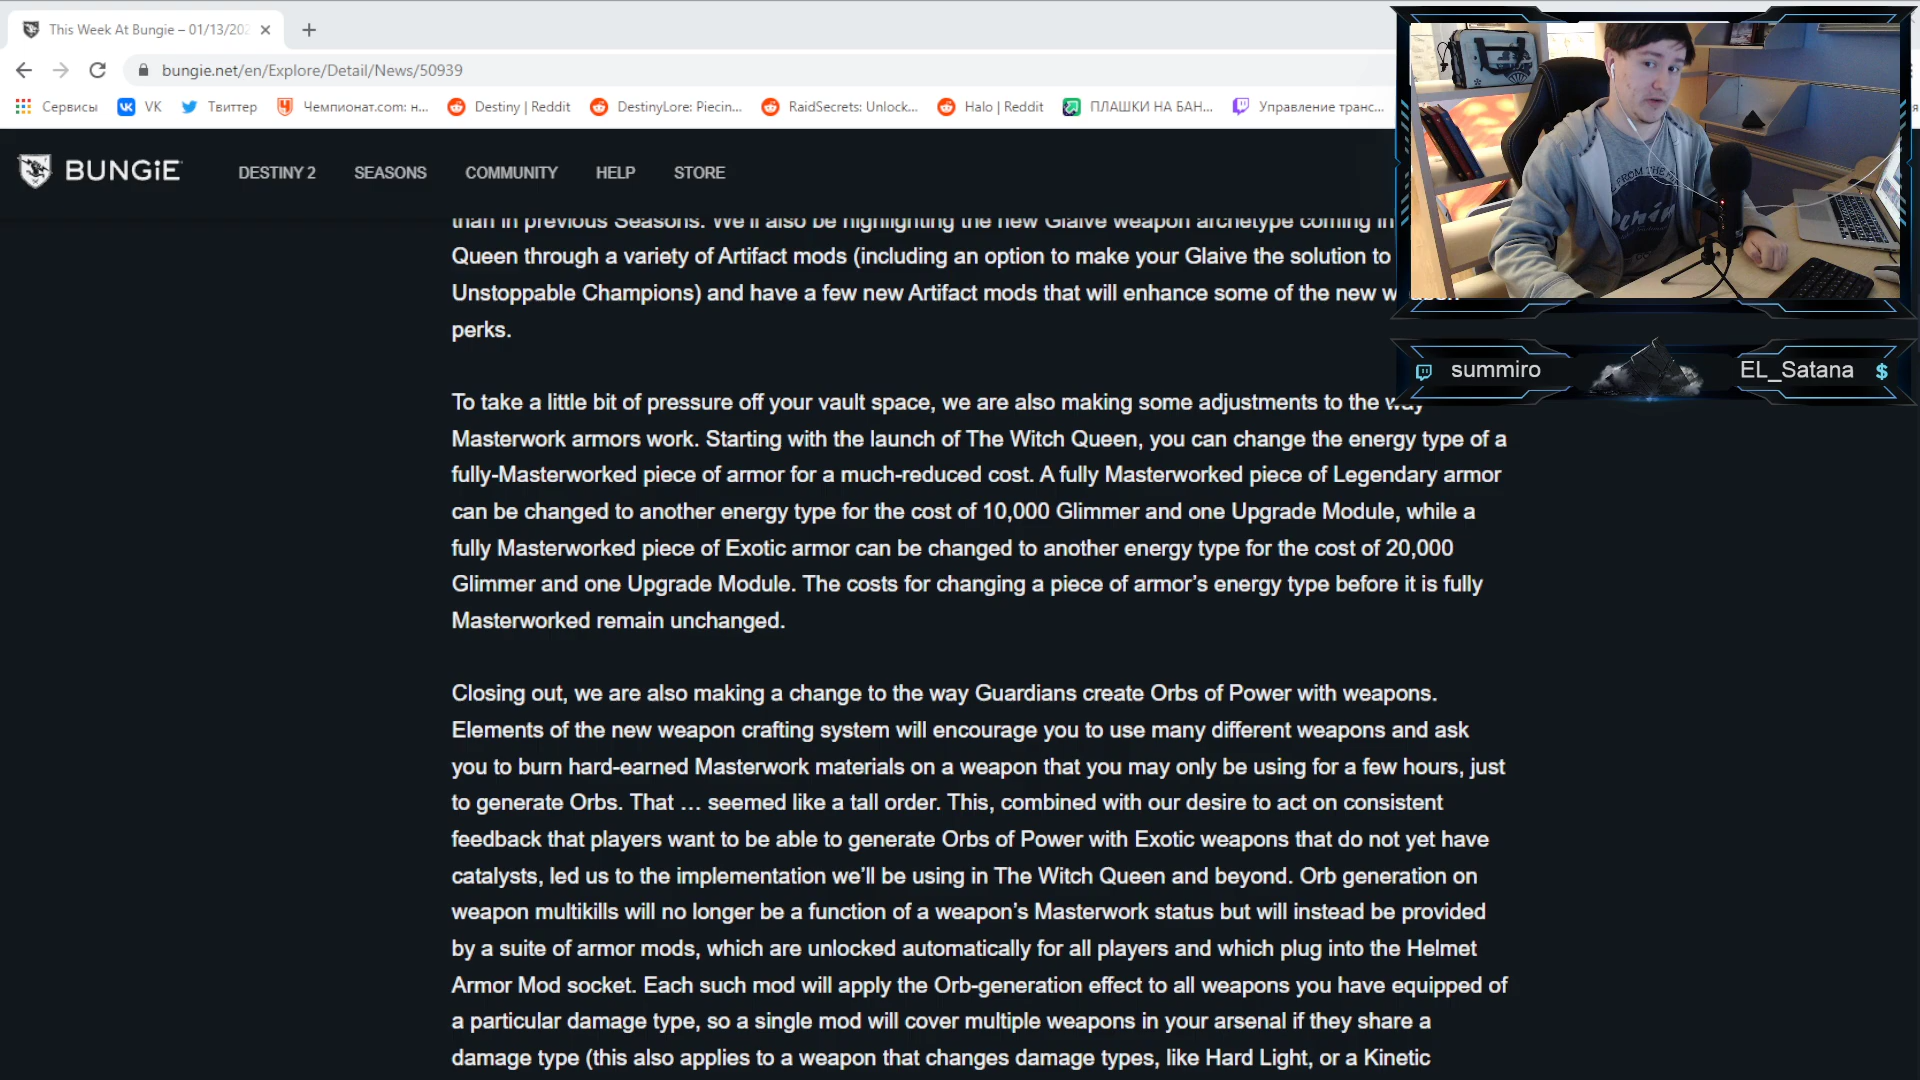 This Week At Bungie – 01/13/202
bungie.net/en/Explore/Detail/News/50939
Сервисы VK Твиттер Чемпионат.com: н... Destiny | Reddit DestinyLore: Piecin... RaidSecrets: Unlock... Halo | Reddit ПЛАШКИ НА БАН... Управление транс...
BUNGiE DESTINY 2 SEASONS COMMUNITY HELP STORE
than in previous Seasons. We'll also be highlighting the new Glaive weapon archetype coming in
Queen through a variety of Artifact mods (including an option to make your Glaive the solution to
Unstoppable Champions) and have a few new Artifact mods that will enhance some of the new
perks.
summiro EL_Satana $
To take a little bit of pressure off your vault space, we are also making some adjustments to the way
Masterwork armors work. Starting with the launch of The Witch Queen, you can change the energy type of a
fully-Masterworked piece of armor for a much-reduced cost. A fully Masterworked piece of Legendary armor
can be changed to another energy type for the cost of 10,000 Glimmer and one Upgrade Module, while a
fully Masterworked piece of Exotic armor can be changed to another energy type for the cost of 20,000
Glimmer and one Upgrade Module. The costs for changing a piece of armor's energy type before it is fully
Masterworked remain unchanged.
Closing out, we are also making a change to the way Guardians create Orbs of Power with weapons.
Elements of the new weapon crafting system will encourage you to use many different weapons and ask
you to burn hard-earned Masterwork materials on a weapon that you may only be using for a few hours, just
to generate Orbs. That … seemed like a tall order. This, combined with our desire to act on consistent
feedback that players want to be able to generate Orbs of Power with Exotic weapons that do not yet have
catalysts, led us to the implementation we'll be using in The Witch Queen and beyond. Orb generation on
weapon multikills will no longer be a function of a weapon's Masterwork status but will instead be provided
by a suite of armor mods, which are unlocked automatically for all players and which plug into the Helmet
Armor Mod socket. Each such mod will apply the Orb-generation effect to all weapons you have equipped of
a particular damage type, so a single mod will cover multiple weapons in your arsenal if they share a
damage type (this also applies to a weapon that changes damage types, like Hard Light, or a Kinetic